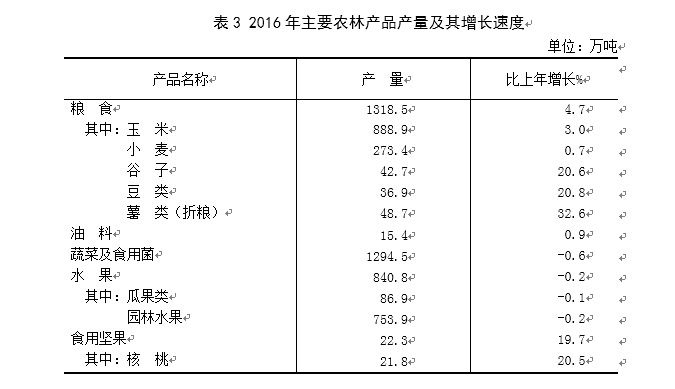 表 3 2016 年主要农林产品产量及其增长速度
单位：万吨
产品名称 产 量 比上年增长%
粮 食 1318.5 4.7
其中：玉 米 888.9 3.0
小 麦 273.4 0.7
谷 子 42.7 20.6
豆 类 36.9 20.8
薯 类（折粮） 48.7 32.6
油 料 15.4 0.9
蔬菜及食用菌 1294.5 -0.6
水 果 840.8 -0.2
其中：瓜果类 86.9 -0.1
园林水果 753.9 -0.2
食用坚果 22.3 19.7
其中：核 桃 21.8 20.5